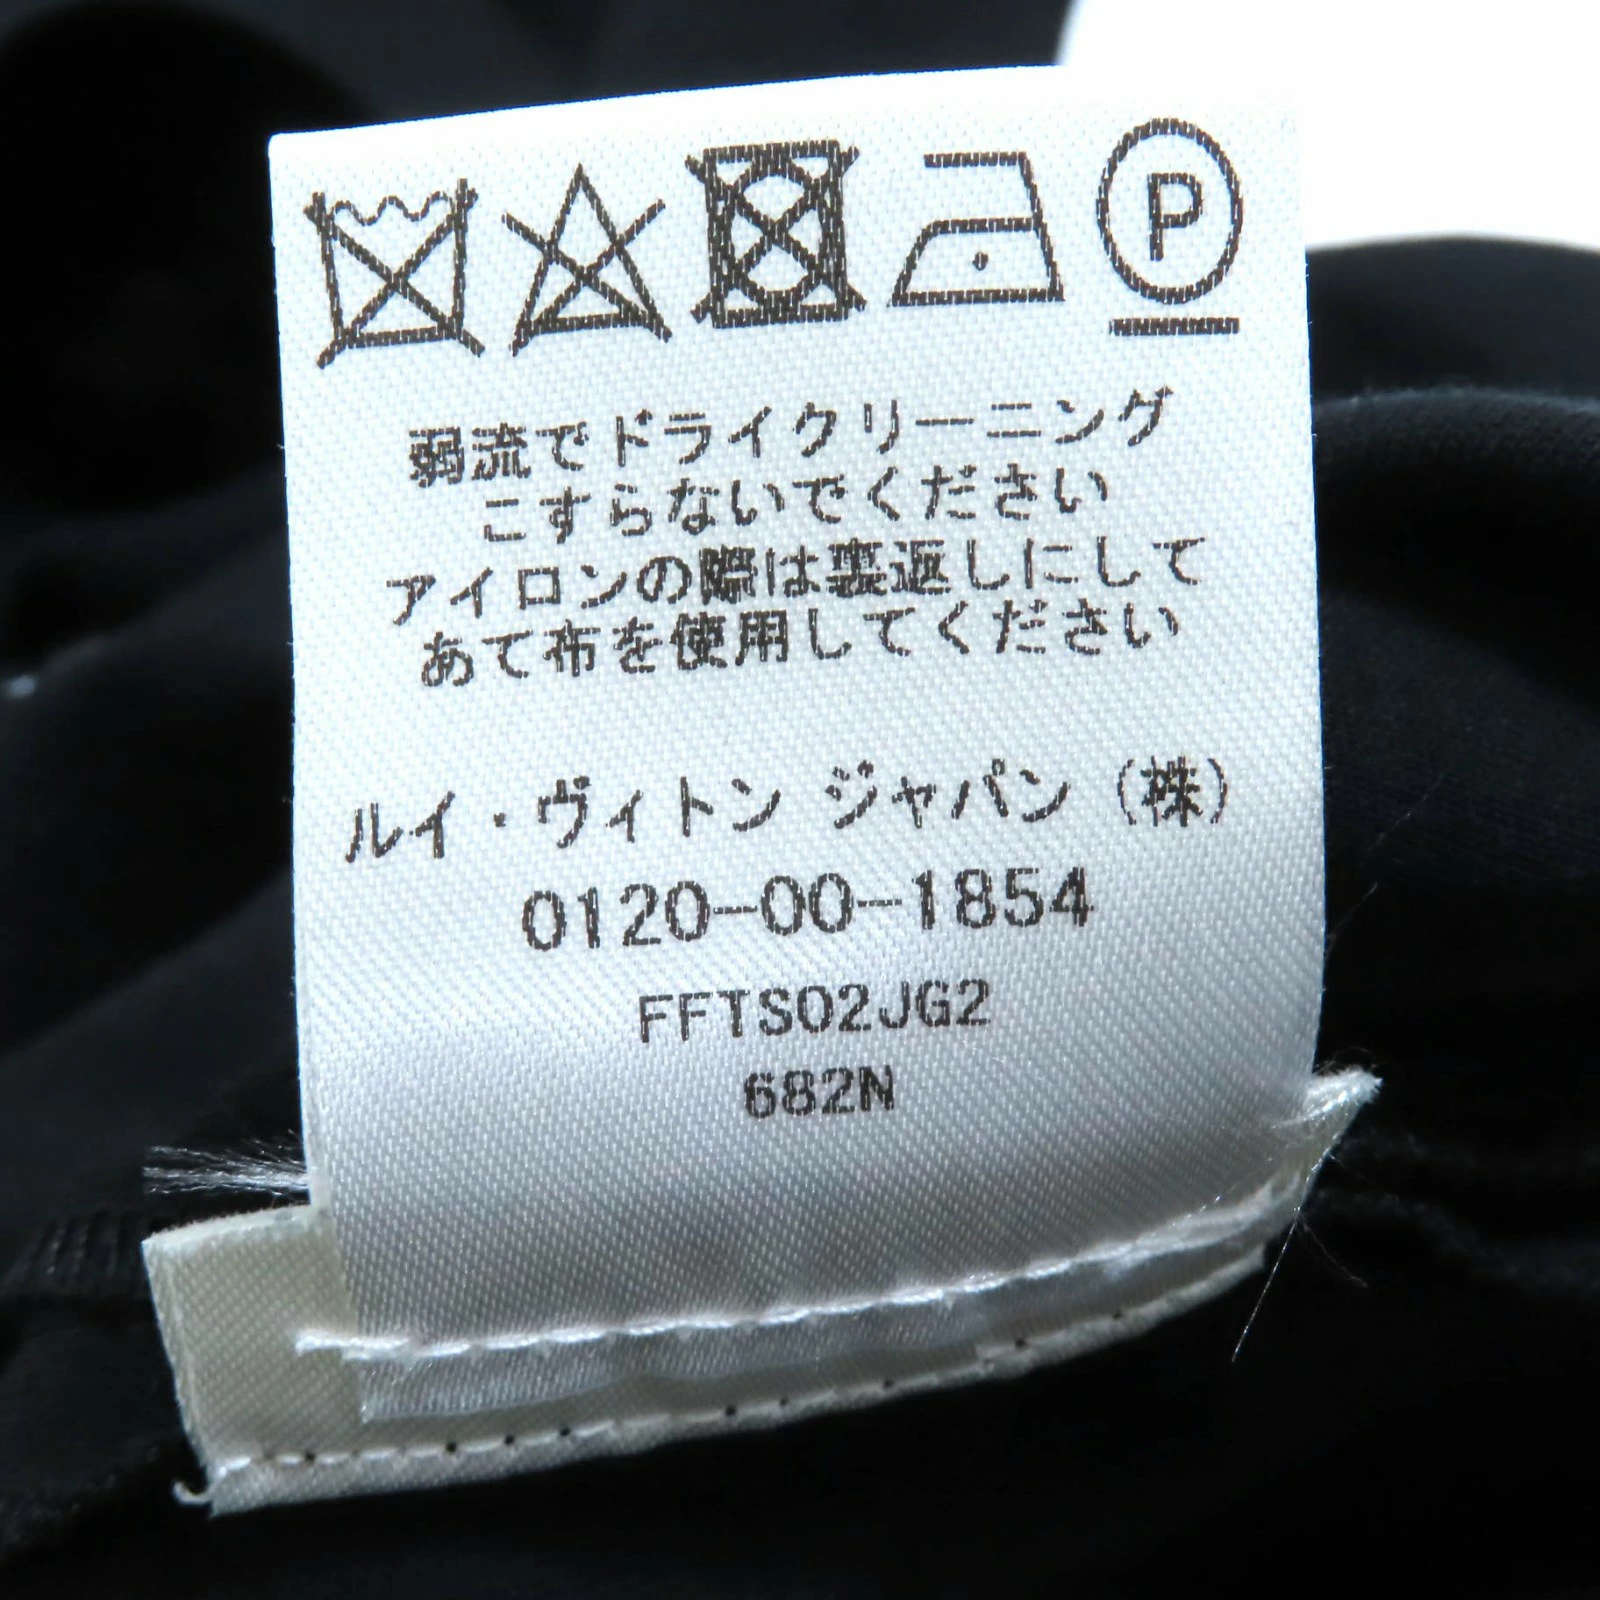 P
弱流でドライクリーニング
こすらないでください
アイロンの際は裏返しにして
あて布を使用してください
ルイ・ヴィトン ジャパン (株)
0120-00-1854
FFTS02JG2
682N